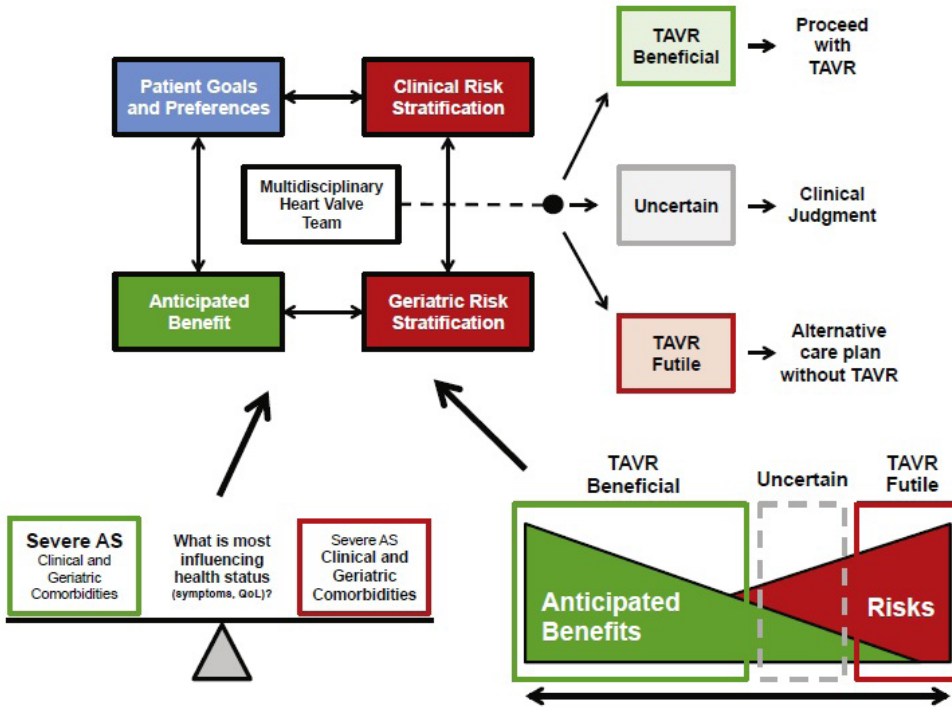 Patient Goals
and Preferences
Clinical Risk
Stratification
Multidisciplinary
Heart Valve
Team
Anticipated
Benefit
Geriatric Risk
Stratification
TAVR
Beneficial
Proceed
with
TAVR
Uncertain
Clinical
Judgment
TAVR
Futile
Alternative
care plan
without TAVR
Severe AS
Clinical and
Geriatric
Comorbidities
What is most
influencing
health status
(symptoms, QoL)?
Severe AS
Clinical and
Geriatric
Comorbidities
TAVR
Beneficial
Uncertain
TAVR
Futile
Anticipated
Benefits
Risks